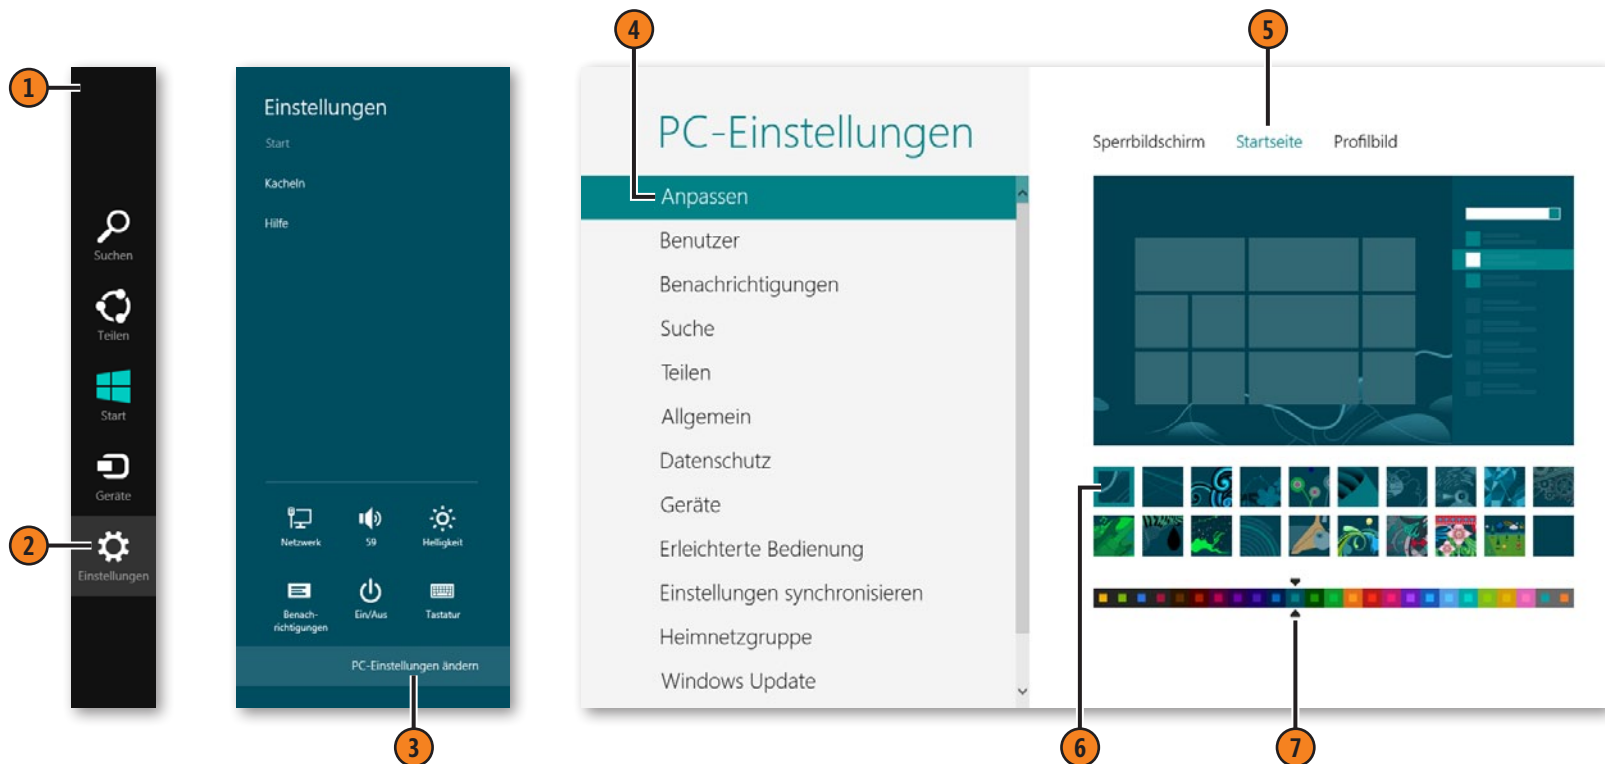 1
Suchen
Teilen
Start
Geräte
2
Einstellungen
Einstellungen
Start
Kacheln
Hilfe
Netzwerk
59
Helligkeit
Benach-
richtigungen
Ein/Aus
Tastatur
PC-Einstellungen ändern
3
4
PC-Einstellungen
Anpassen
Benutzer
Benachrichtigungen
Suche
Teilen
Allgemein
Datenschutz
Geräte
Erleichterte Bedienung
Einstellungen synchronisieren
Heimnetzgruppe
Windows Update
5
Sperrbildschirm Startseite Profilbild
6
7